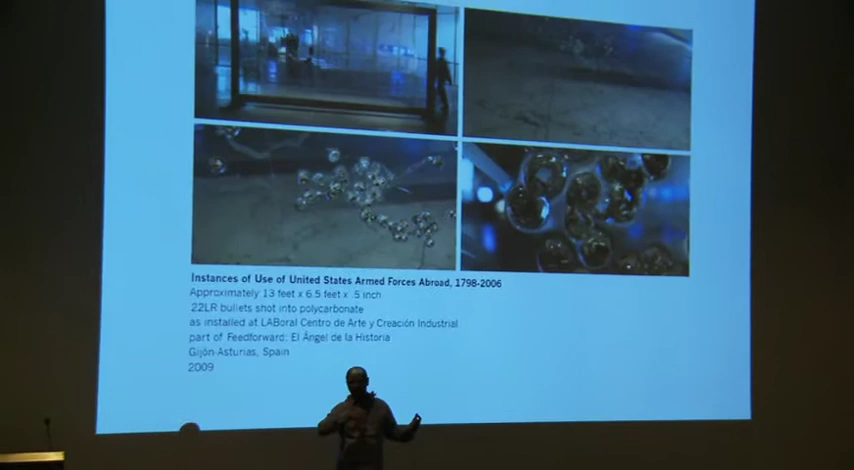 Instances of Use of United States Armed Forces Abroad, 1798-2006
Approximately 13 feet x 6.5 feet x .5 inch
22LR bullets shot into polycarbonate
as installed at LABoral Centro de Arte y Creación Industrial
part of Feedforward: El Ángel de la Historia
Gijón-Asturias, Spain
2009